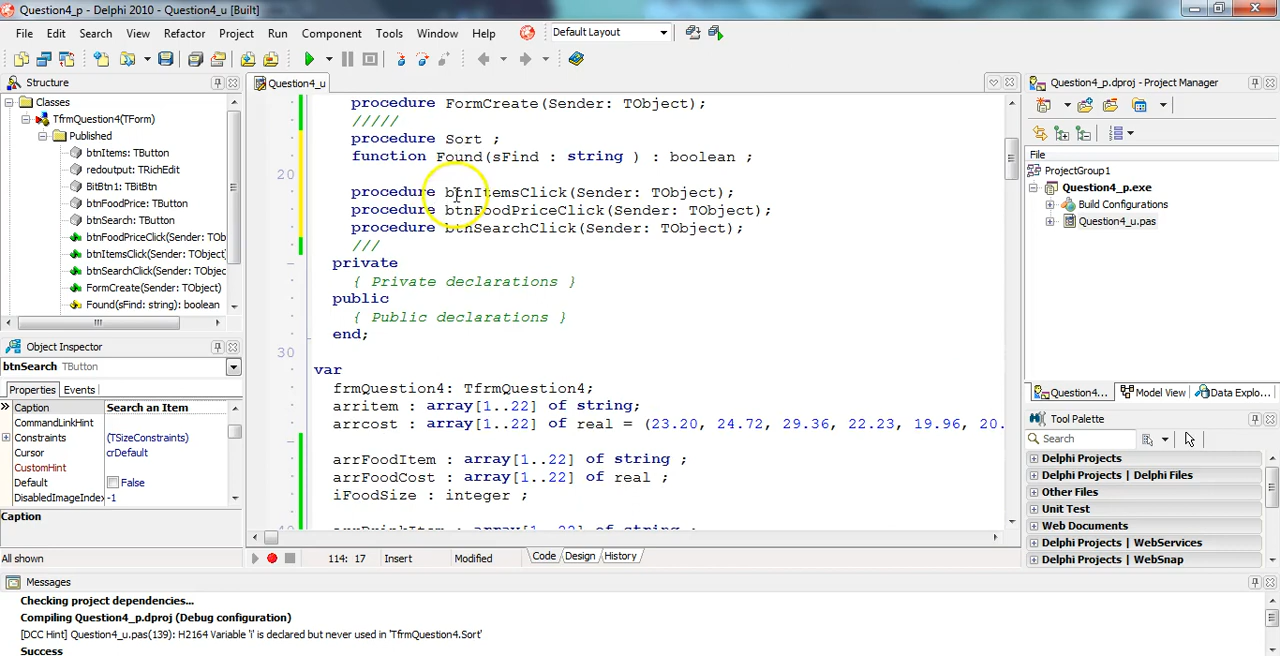 Question4_p - Delphi 2010 - Question4_u [Built]
File Edit Search View Refactor Project Run Component Tools Window Help Default Layout
Structure
Classes
TfrmQuestion4(TForm)
Published
btnItems: TButton
redoutput: TRichEdit
BitBtn1: TBitBtn
btnFoodPrice: TButton
btnSearch: TButton
btnFoodPriceClick(Sender: TOb
btnItemsClick(Sender: TObject)
btnSearchClick(Sender: TObjec
FormCreate(Sender: TObject)
Found(sFind: string): boolean
Object Inspector
btnSearch TButton
Properties Events
Caption Search an Item
CommandLinkHint
Constraints (TSizeConstraints)
Cursor crDefault
CustomHint
Default False
DisabledImageIndex -1
Caption
All shown
Question4_u
procedure FormCreate(Sender: TObject);
/////
procedure Sort ;
function Found(sFind : string ) : boolean ;
20
procedure btnItemsClick(Sender: TObject);
procedure btnFoodPriceClick(Sender: TObject);
procedure btnSearchClick(Sender: TObject);
///
private
{ Private declarations }
public
{ Public declarations }
end;
30
var
frmQuestion4: TfrmQuestion4;
arritem : array[1..22] of string;
arrcost : array[1..22] of real = (23.20, 24.72, 29.36, 22.23, 19.96, 20.
arrFoodItem : array[1..22] of string ;
arrFoodCost : array[1..22] of real ;
iFoodSize : integer ;
arrDrinkItem : array[1..22] of string ;
114: 17 Insert Modified Code Design History
Question4_p.dproj - Project Manager
File
ProjectGroup1
Question4_p.exe
Build Configurations
Question4_u.pas
Question4... Model View Data Explo...
Tool Palette
Search
Delphi Projects
Delphi Projects | Delphi Files
Other Files
Unit Test
Web Documents
Delphi Projects | WebServices
Delphi Projects | WebSnap
Messages
Checking project dependencies...
Compiling Question4_p.dproj (Debug configuration)
[DCC Hint] Question4_u.pas(139): H2164 Variable 'i' is declared but never used in 'TfrmQuestion4.Sort'
Success